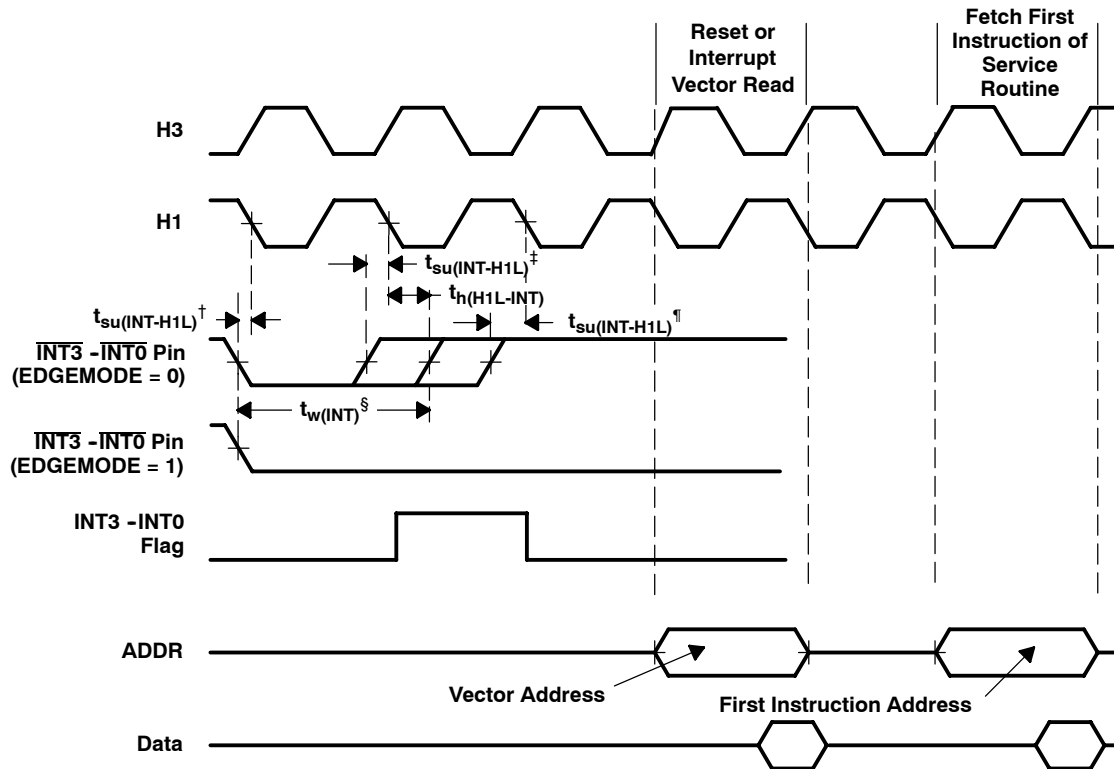 Reset or
Interrupt
Vector Read
Fetch First
Instruction of
Service
Routine
H3
H1
tsu(INT-H1L)‡
th(H1L-INT)
tsu(INT-H1L)†
tsu(INT-H1L)¶
INT3 -INT0 Pin
(EDGEMODE = 0)
tw(INT)§
INT3 -INT0 Pin
(EDGEMODE = 1)
INT3 -INT0
Flag
ADDR
Vector Address
First Instruction Address
Data